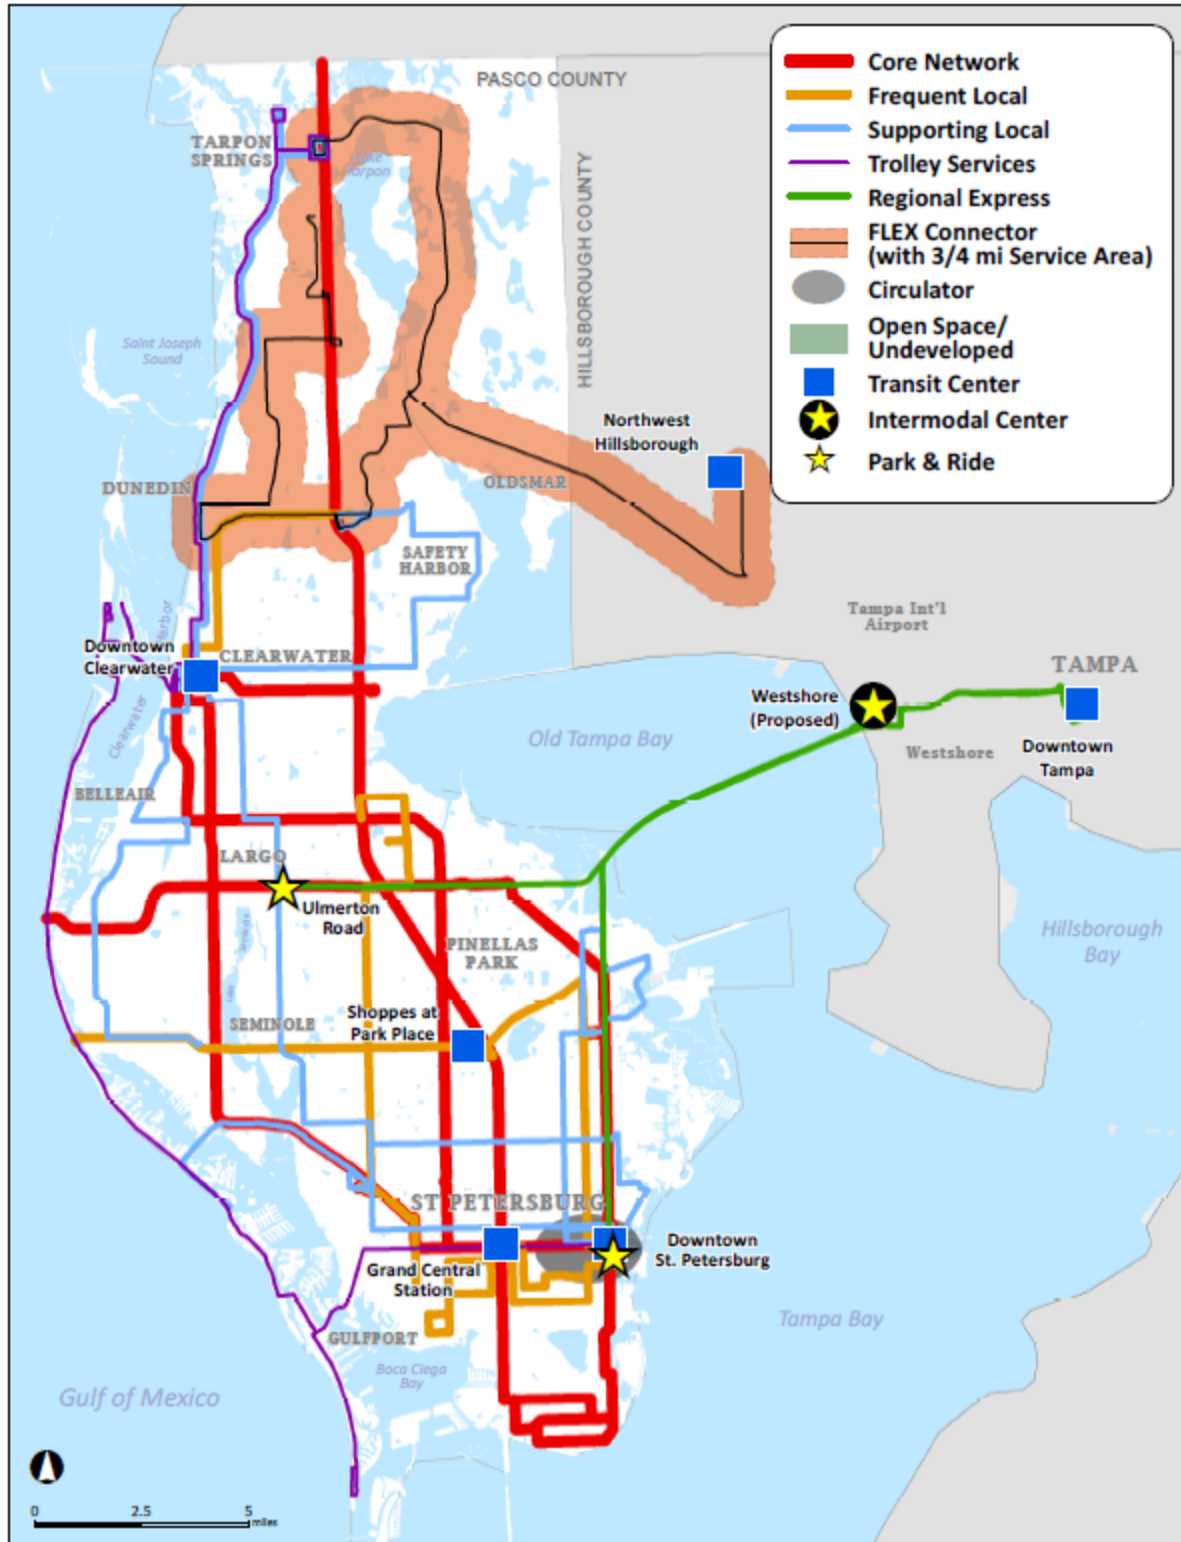 PASCO COUNTY
Core Network
Frequent Local
Supporting Local
Trolley Services
Regional Express
FLEX Connector
(with 3/4 mi Service Area)
Circulator
Open Space/
Undeveloped
Transit Center
Intermodal Center
Park & Ride
TARPON
SPRINGS
Lake
Tarpon
HILLSBOROUGH COUNTY
Saint Joseph
Sound
Northwest
Hillsborough
DUNEDIN
OLDSMAR
SAFETY
HARBOR
Tampa Int'l
Airport
Clearwater Harbor
Downtown
Clearwater
CLEARWATER
TAMPA
Westshore
(Proposed)
Old Tampa Bay
Westshore
Downtown
Tampa
BELLEAIR
LARGO
Ulmerton
Road
PINELLAS
PARK
Hillsborough
Bay
Shoppes at
Park Place
SEMINOLE
ST PETERSBURG
Downtown
St. Petersburg
Grand Central
Station
GULFPORT
Tampa Bay
Boca Ciega
Bay
Gulf of Mexico
0 2.5 5
miles